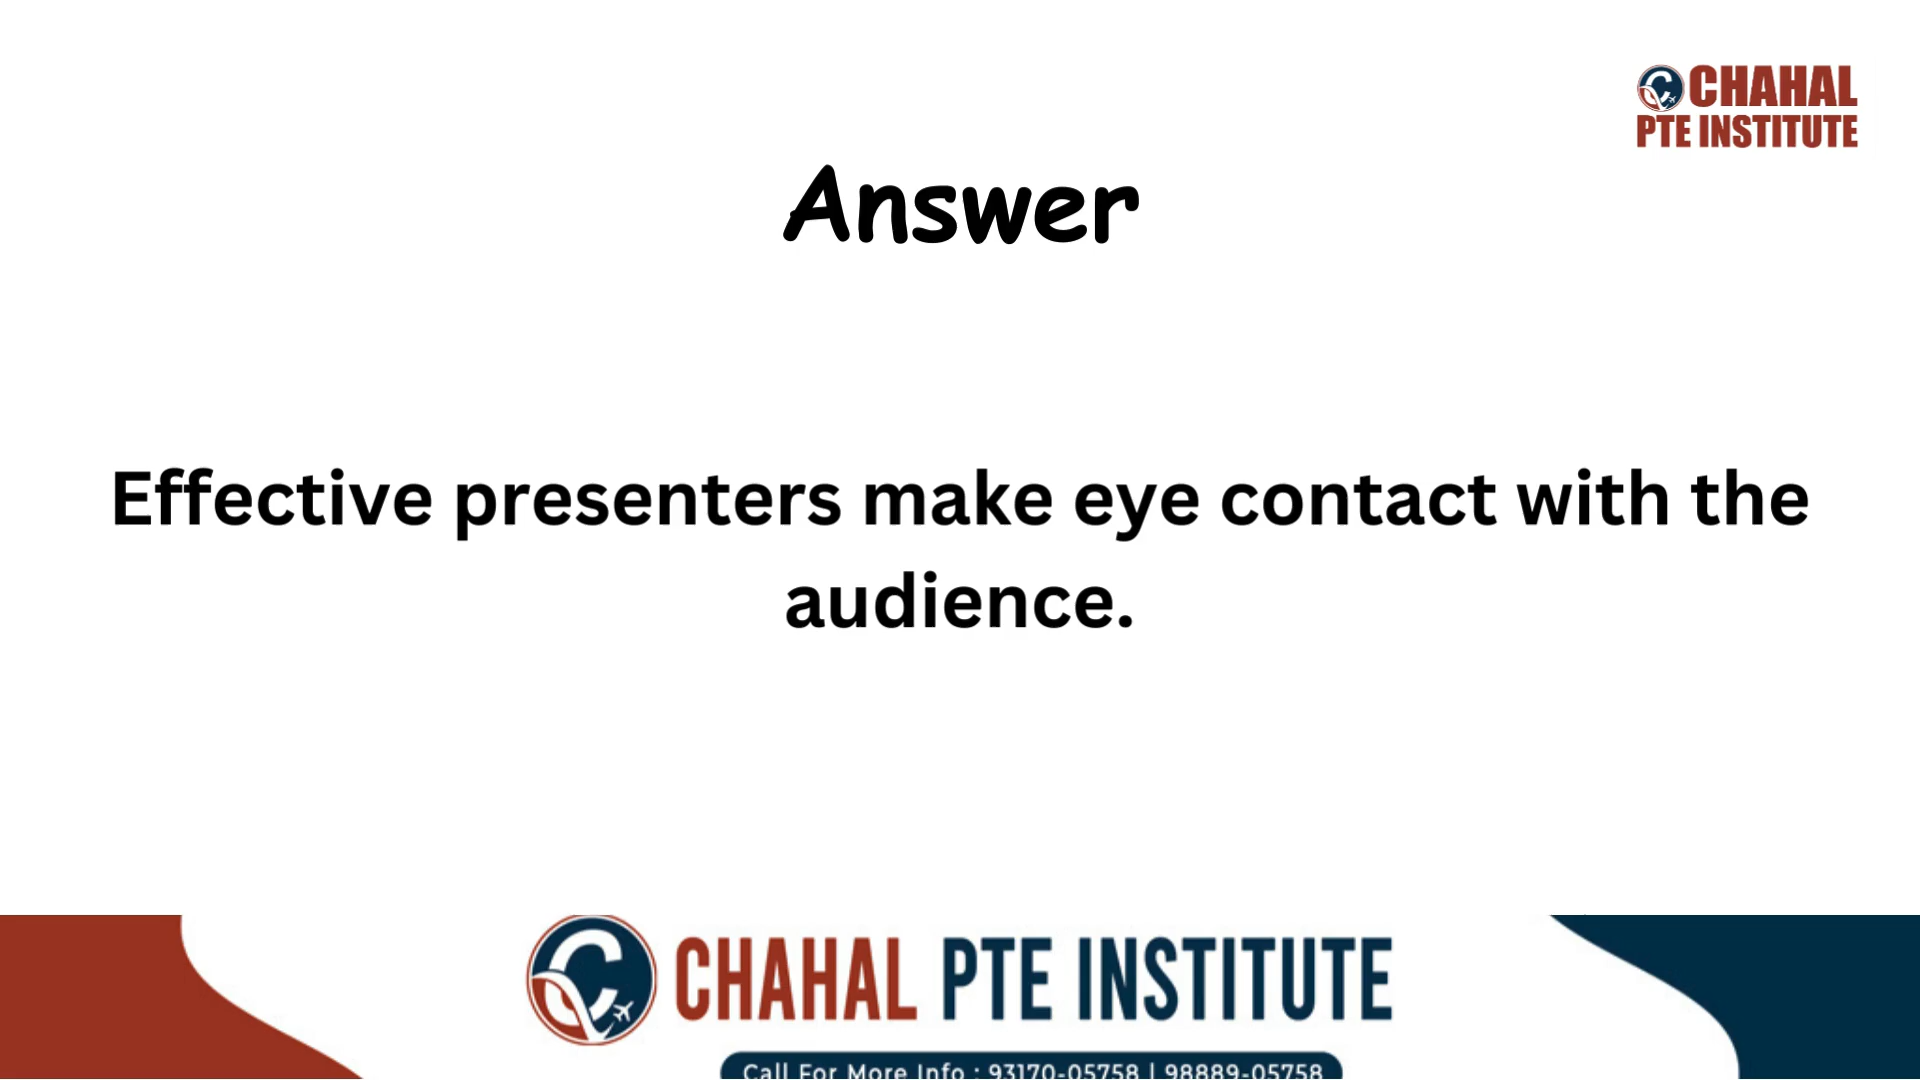 CHAHAL
PTE INSTITUTE
Answer
Effective presenters make eye contact with the
audience.
CHAHAL PTE INSTITUTE
Call For More Info : 93170-05758 | 98889-05758